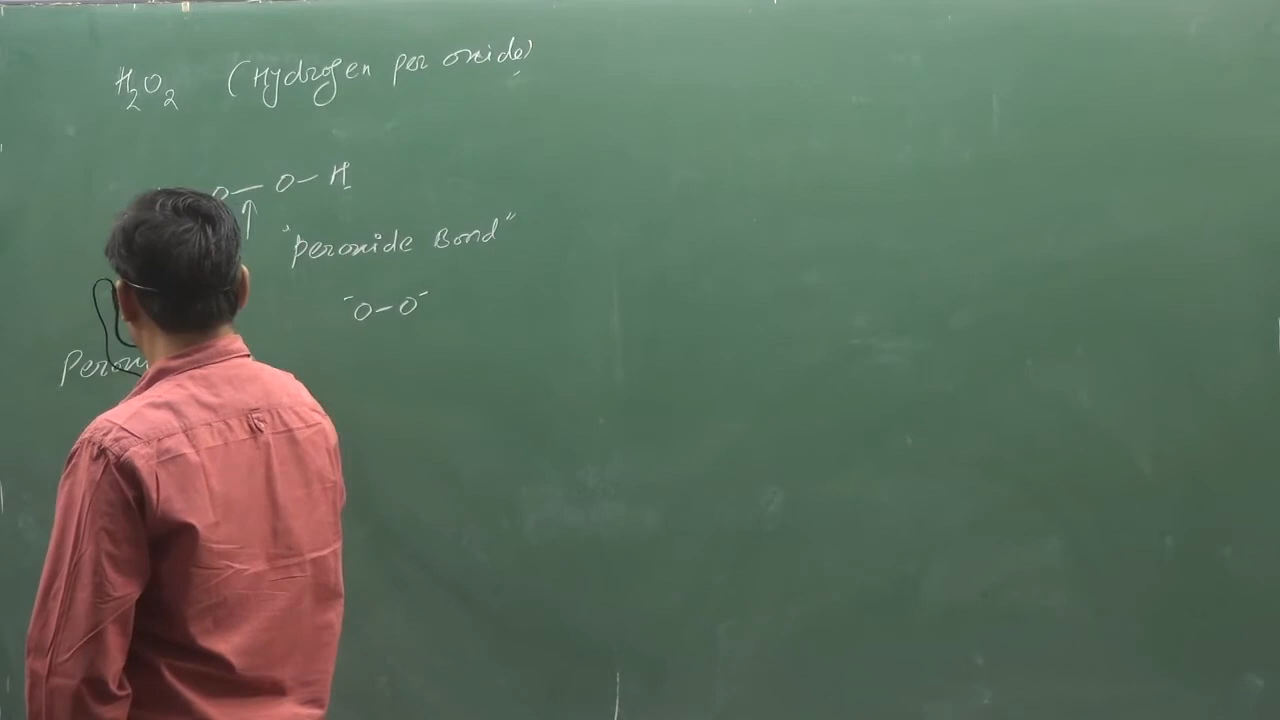 H₂O₂ (Hydrogen per oxide)
O — O — H
↑
"peroxide Bond"
⁻O – O⁻